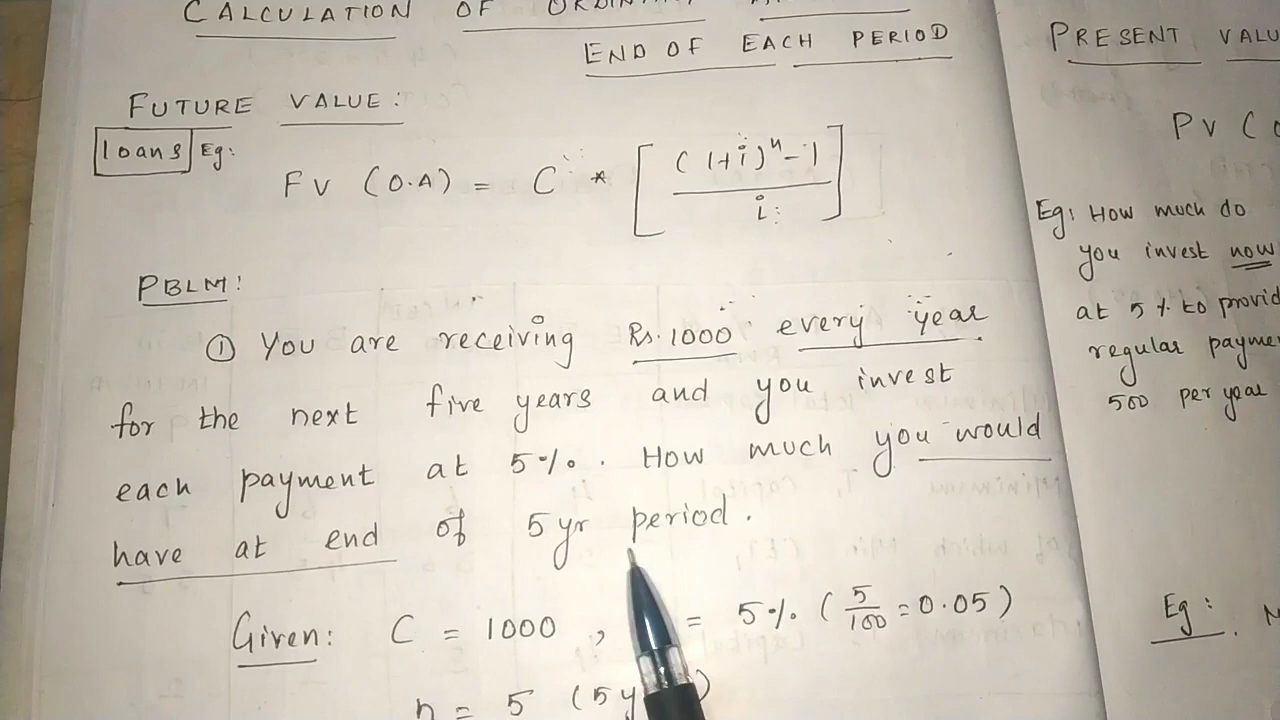 CALCULATION OF
END OF EACH PERIOD
FUTURE VALUE:
loans Eg:
FV (O.A) = C * [ (1+i)^n - 1 / i ]
PBLM:
① You are receiving Rs. 1000 every year
for the next five years and you invest
each payment at 5%. How much you would
have at end of 5yr period.
Given: C = 1000 , = 5% ( 5/100 = 0.05 )
n = 5 (5y )
PRESENT VALU
PV (O
Eg: How much do
you invest now
at 5% to provid
regular payme
500 per year
Eg: